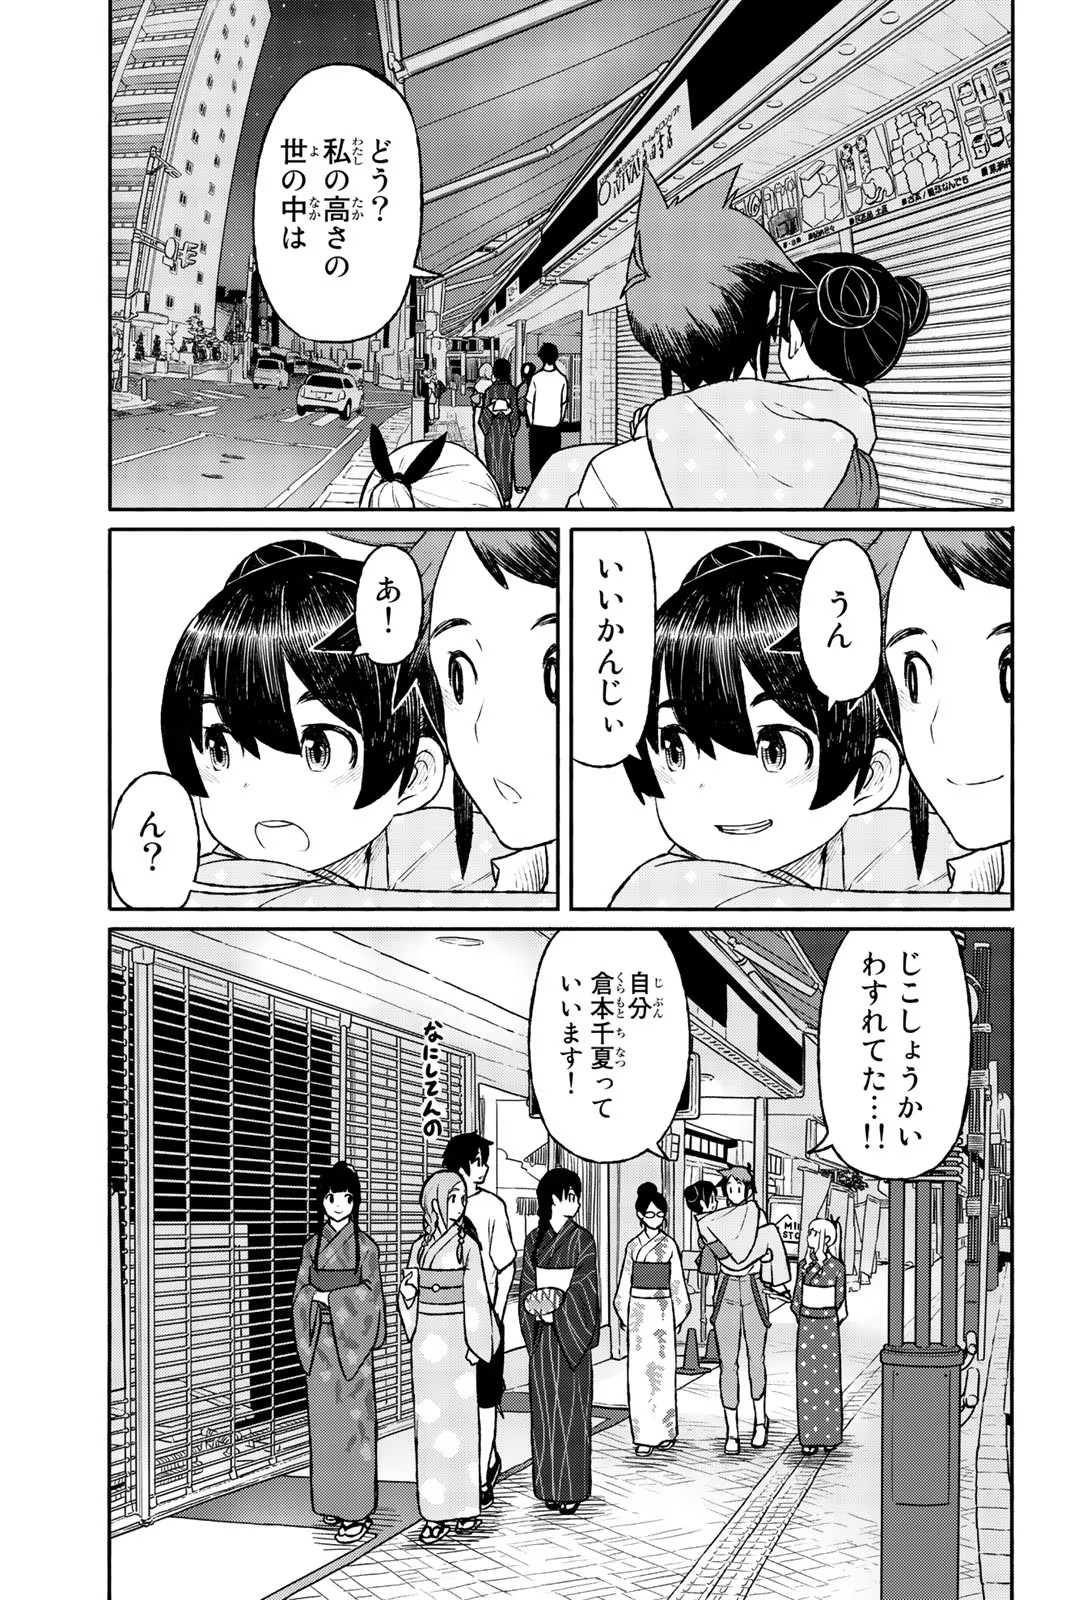 どう?
私の高さの
世の中は
うん
いいかんじぃ
あ!
ん?
じこしょうかい
わすれてた…!!
自分
倉本千夏って
いいます!
なにしてんの